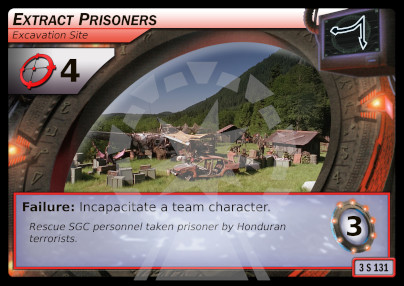 EXTRACT PRISONERS
Excavation Site
4
Failure: Incapacitate a team character.
Rescue SGC personnel taken prisoner by Honduran
terrorists.
3
3 S 131